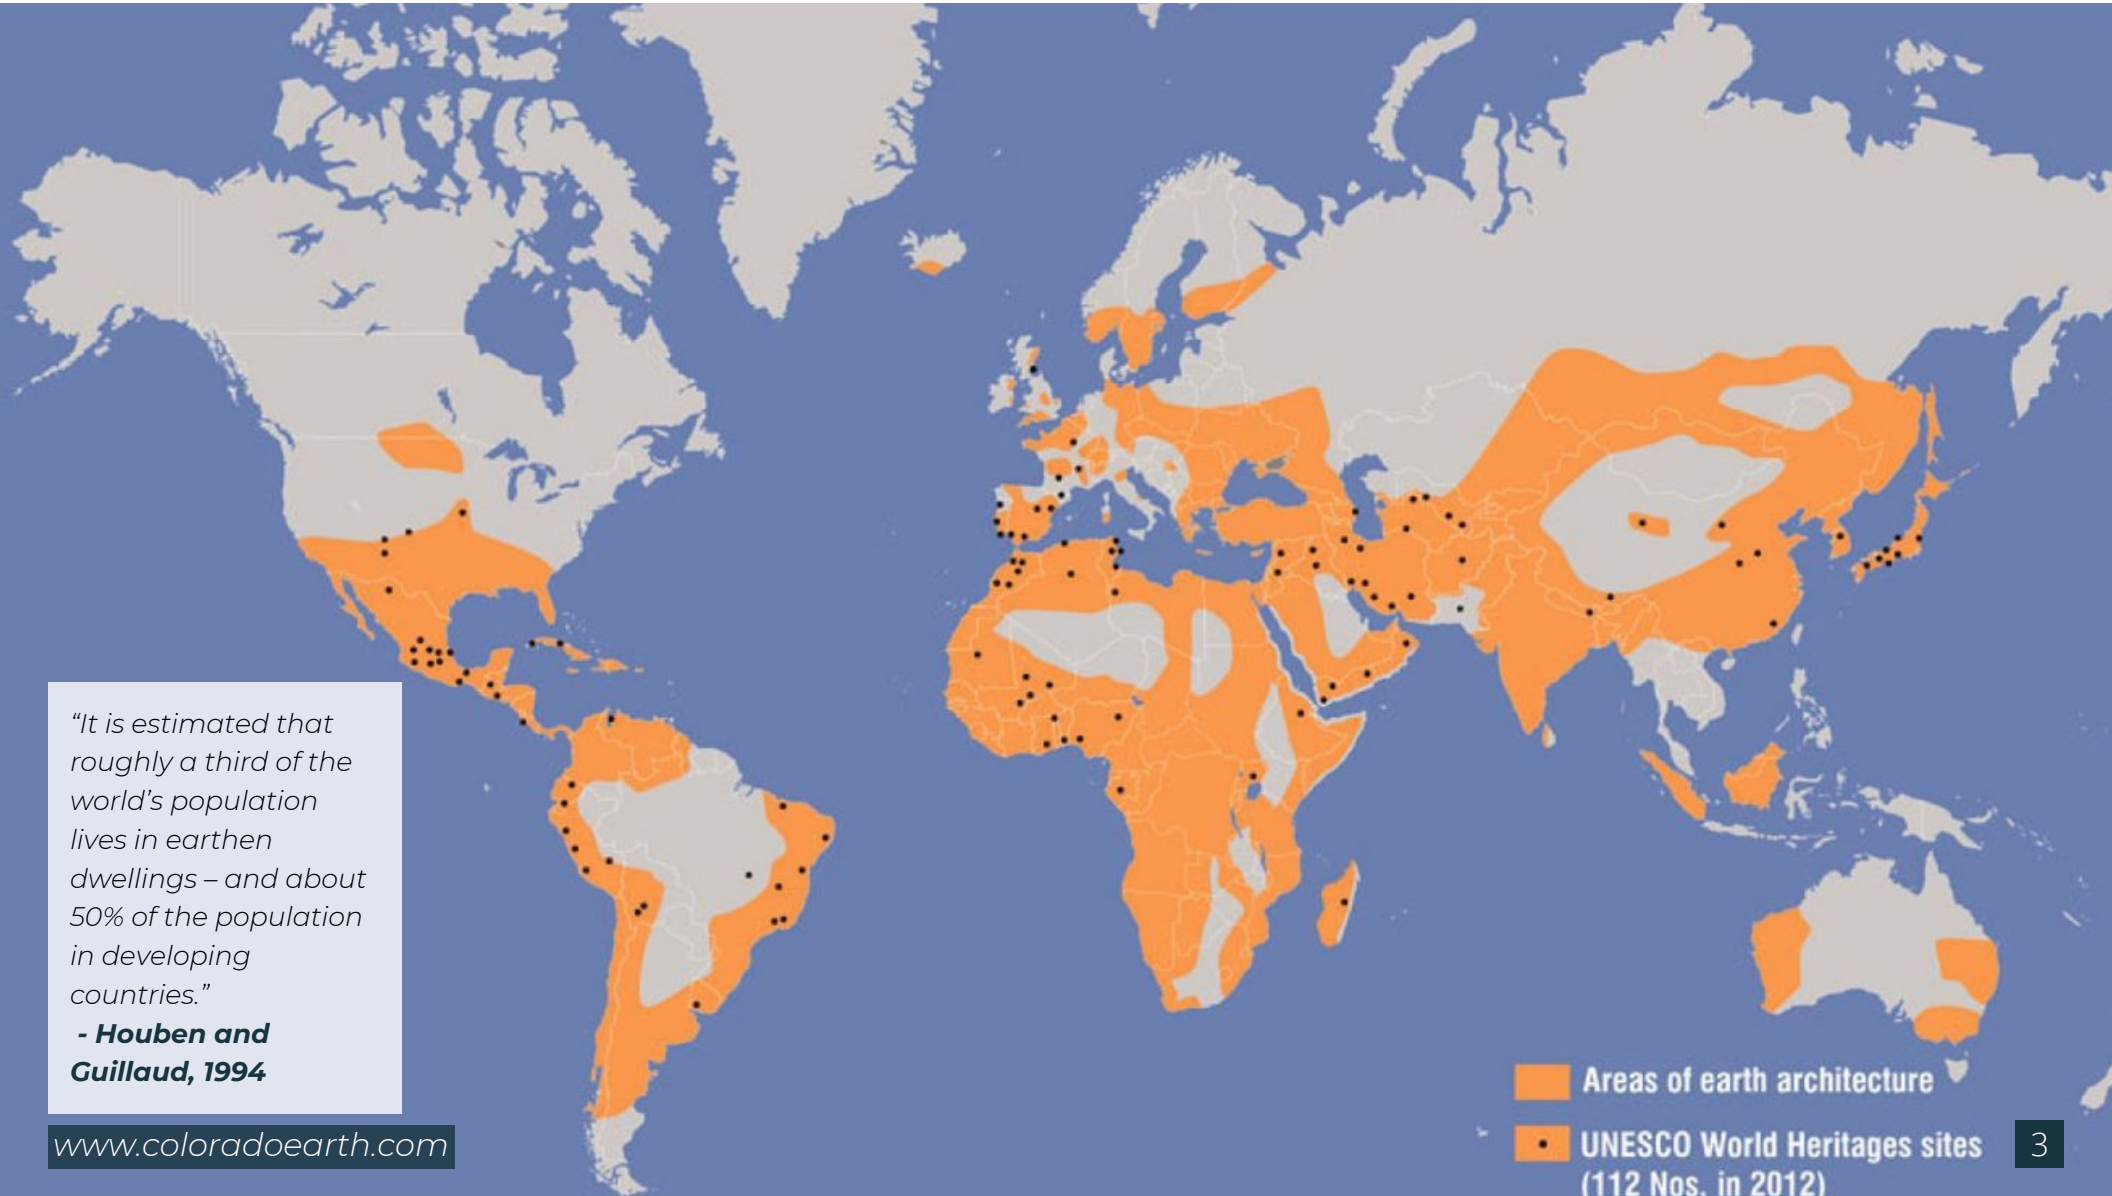 “It is estimated that
roughly a third of the
world’s population
lives in earthen
dwellings – and about
50% of the population
in developing
countries.”
- Houben and
Guillaud, 1994
www.coloradoearth.com
Areas of earth architecture
UNESCO World Heritages sites
(112 Nos. in 2012)
3